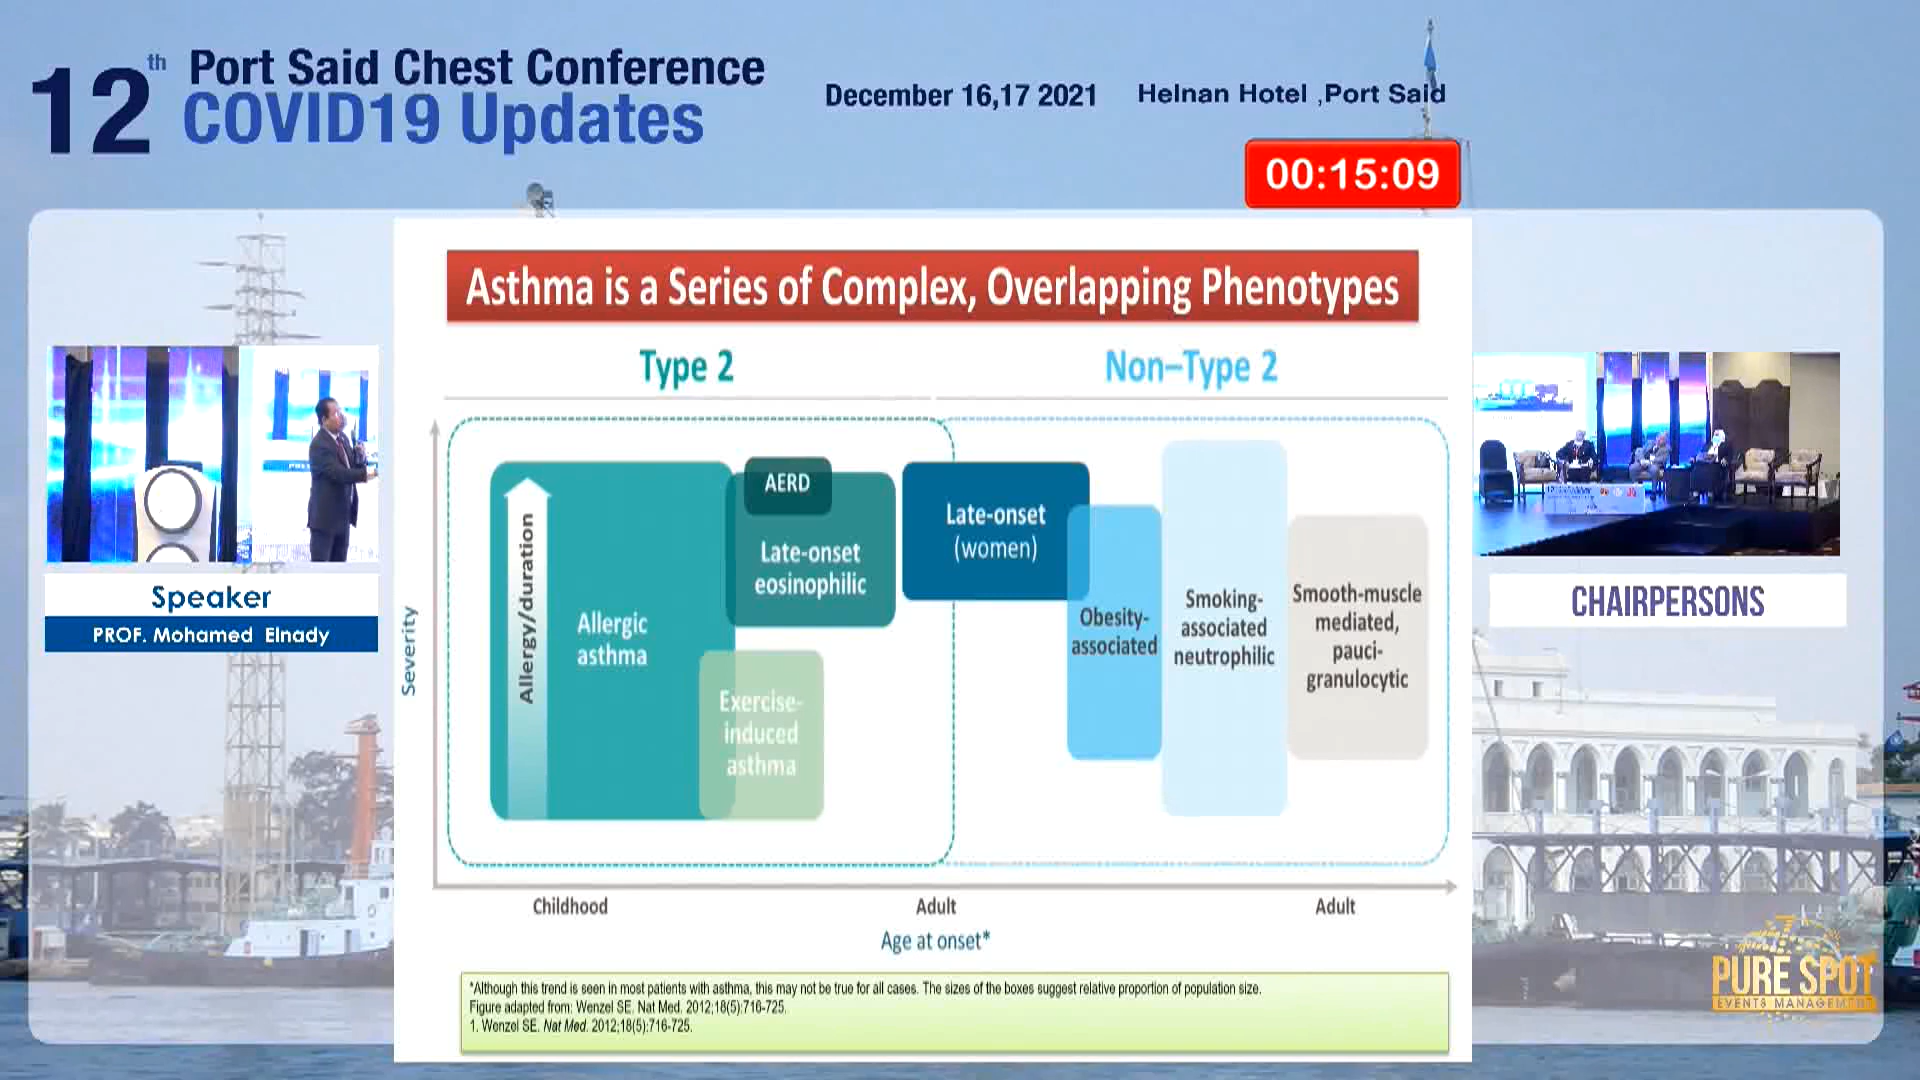 12th Port Said Chest Conference
COVID19 Updates
December 16,17 2021
Helnan Hotel ,Port Said
00:15:09
Asthma is a Series of Complex, Overlapping Phenotypes
Type 2
Non–Type 2
Severity
Allergy/duration
Allergic
asthma
AERD
Late-onset
eosinophilic
Exercise-
induced
asthma
Late-onset
(women)
Obesity-
associated
Smoking-
associated
neutrophilic
Smooth-muscle
mediated,
pauci-
granulocytic
Childhood
Adult
Adult
Age at onset*
*Although this trend is seen in most patients with asthma, this may not be true for all cases. The sizes of the boxes suggest relative proportion of population size.
Figure adapted from: Wenzel SE. Nat Med. 2012;18(5):716-725.
1. Wenzel SE. Nat Med. 2012;18(5):716-725.
Speaker
PROF. Mohamed Elnady
CHAIRPERSONS
PURE SPOT
EVENTS MANAGEMENT